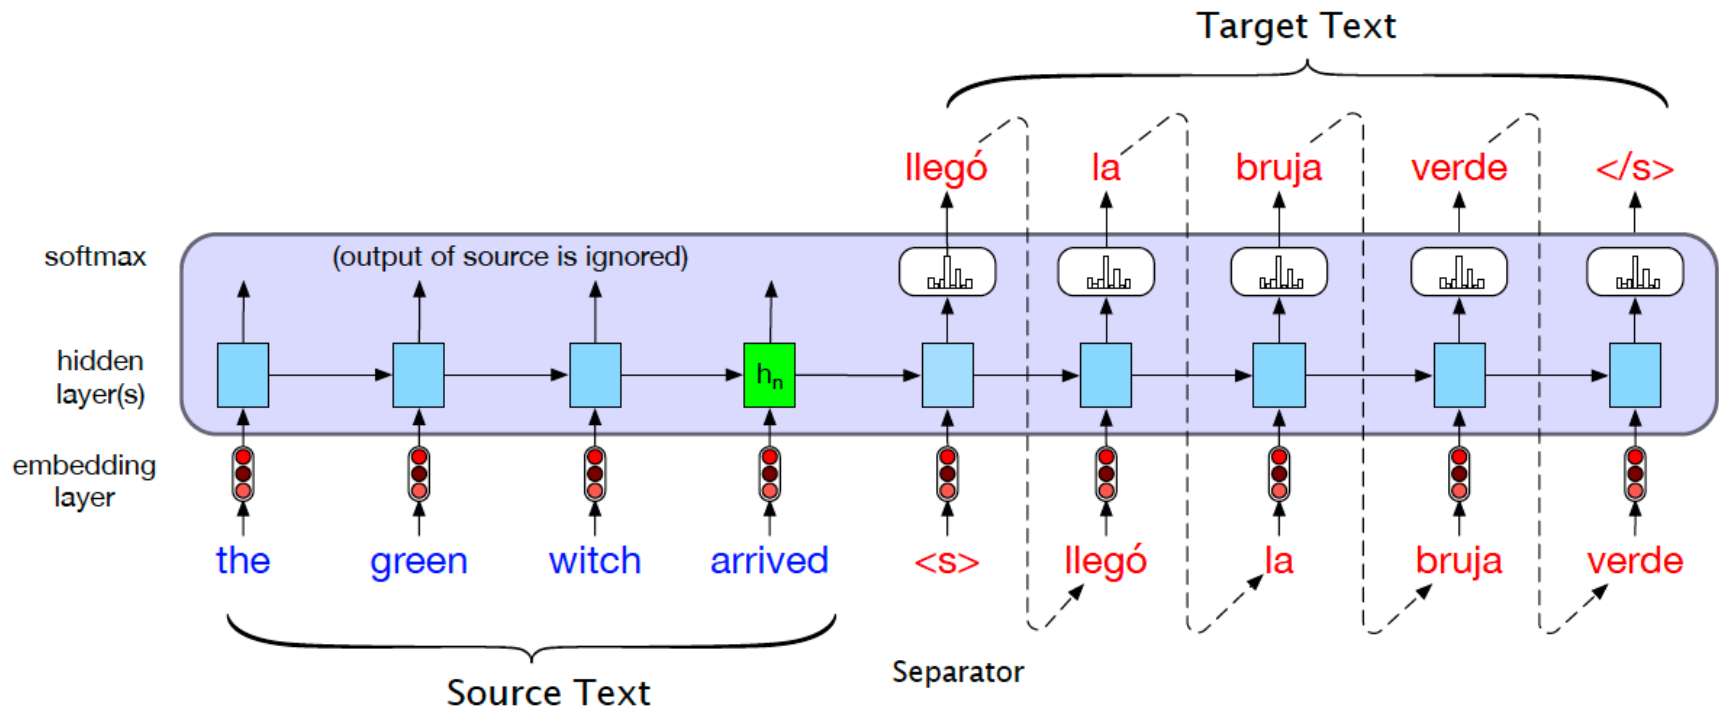 Target Text
llegó la bruja verde </s>
softmax (output of source is ignored)
hidden
layer(s)
hn
embedding
layer
the green witch arrived <s> llegó la bruja verde
Separator
Source Text